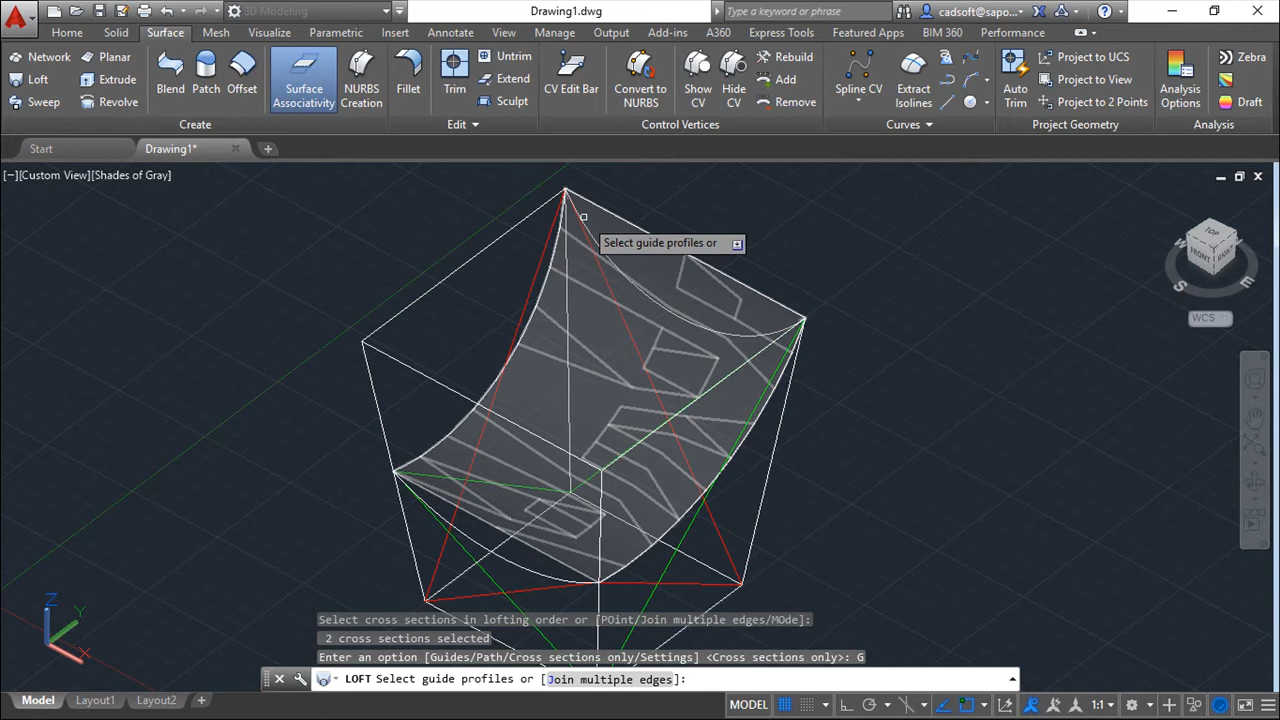 3D Modeling
Drawing1.dwg
Type a keyword or phrase
cadsoft@sapo...
Home Solid Surface Mesh Visualize Parametric Insert Annotate View Manage Output Add-ins A360 Express Tools Featured Apps BIM 360 Performance
Network
Planar
Loft
Extrude
Sweep
Revolve
Blend
Patch
Offset
Surface
Associativity
NURBS
Creation
Fillet
Trim
Untrim
Extend
Sculpt
CV Edit Bar
Convert to
NURBS
Show
CV
Hide
CV
Rebuild
Add
Remove
Spline CV
Extract
Isolines
Auto
Trim
Project to UCS
Project to View
Project to 2 Points
Analysis
Options
Zebra
Draft
Create
Edit
Control Vertices
Curves
Project Geometry
Analysis
Start
Drawing1*
[−][Custom View][Shades of Gray]
Select guide profiles or
TOP
FRONT
RIGHT
W
S
E
WCS
Z
Y
X
Select cross sections in lofting order or [POint/Join multiple edges/MOde]:
2 cross sections selected
Enter an option [Guides/Path/Cross sections only/Settings] <Cross sections only>: G
LOFT Select guide profiles or [Join multiple edges]:
Model
Layout1
Layout2
MODEL
1:1